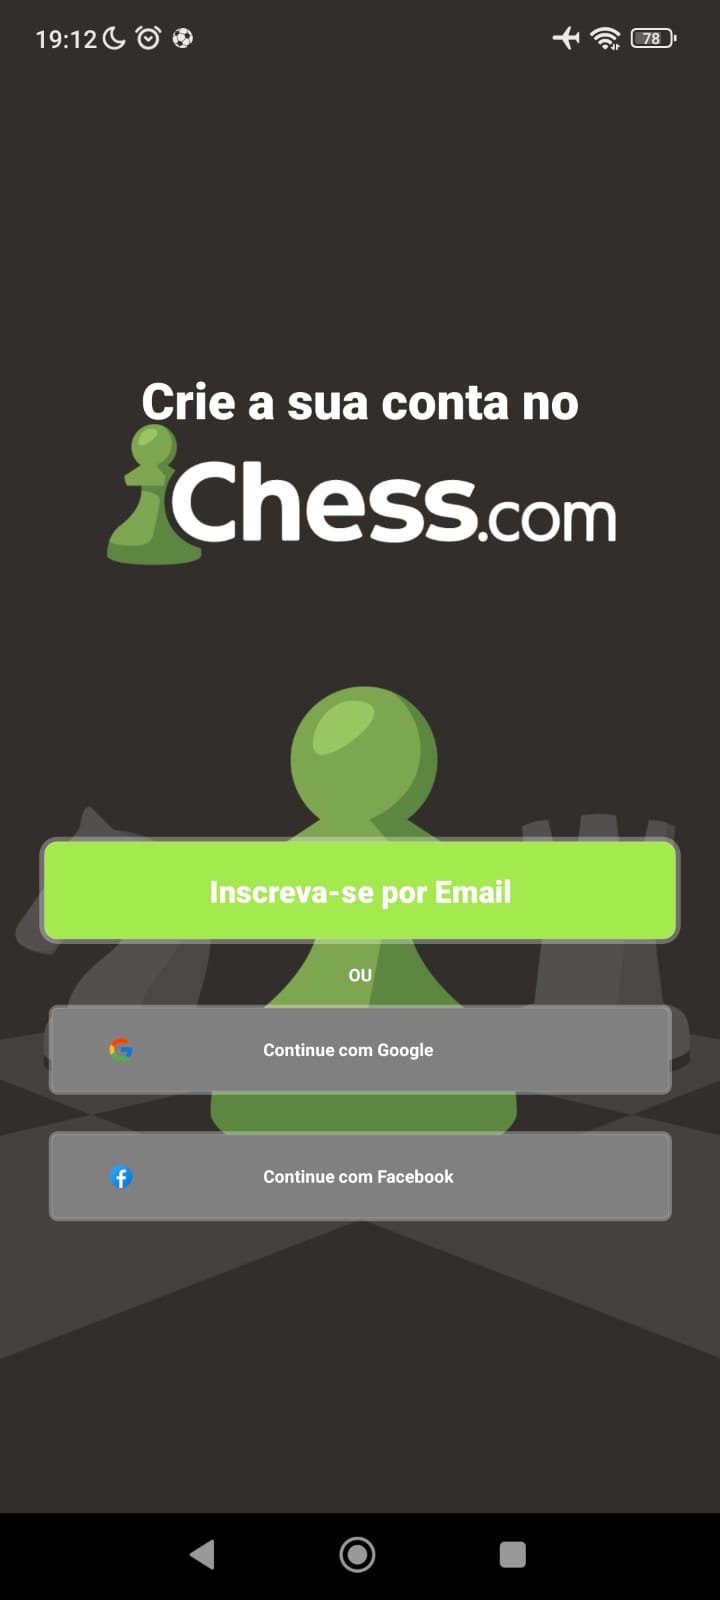 19:12
78
Crie a sua conta no
Chess.com
Inscreva-se por Email
OU
Continue com Google
Continue com Facebook